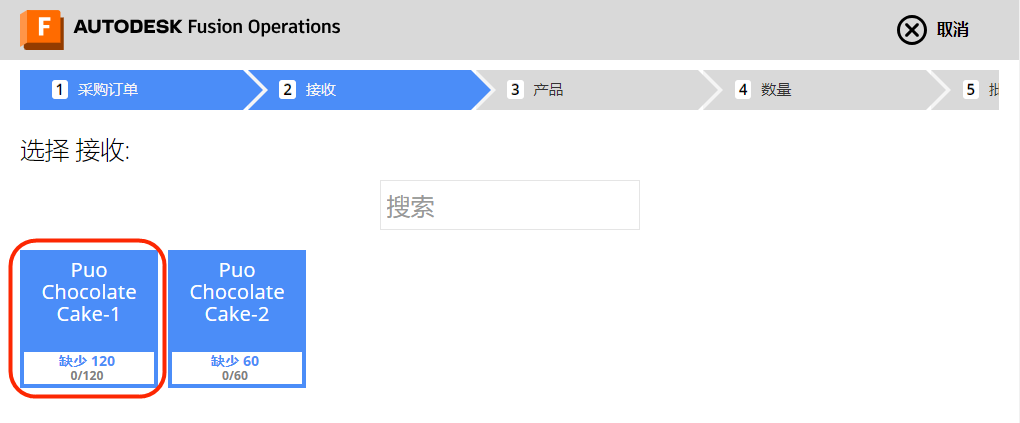 F AUTODESK Fusion Operations
取消
1 采购订单
2 接收
3 产品
4 数量
5
选择 接收:
搜索
Puo
Chocolate
Cake-1
缺少 120
0/120
Puo
Chocolate
Cake-2
缺少 60
0/60